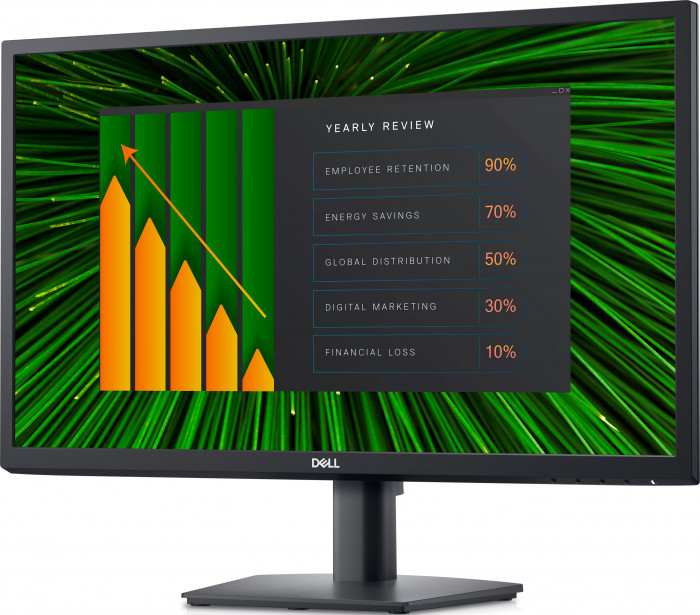 YEARLY REVIEW
EMPLOYEE RETENTION 90%
ENERGY SAVINGS 70%
GLOBAL DISTRIBUTION 50%
DIGITAL MARKETING 30%
FINANCIAL LOSS 10%
DELL